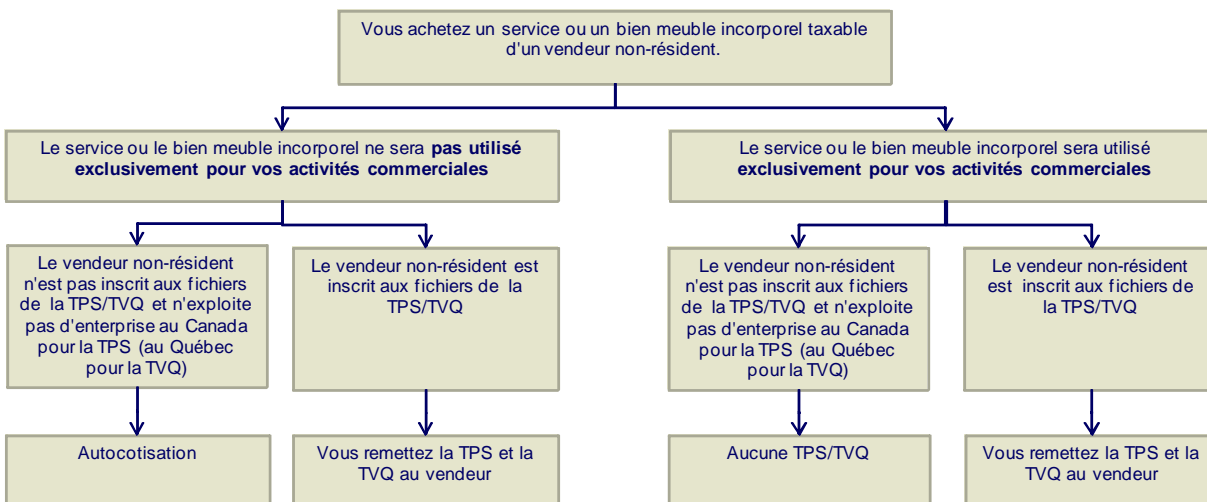 Vous achetez un service ou un bien meuble incorporel taxable
d'un vendeur non-résident.
Le service ou le bien meuble incorporel ne sera pas utilisé
exclusivement pour vos activités commerciales
Le service ou le bien meuble incorporel sera utilisé
exclusivement pour vos activités commerciales
Le vendeur non-résident
n'est pas inscrit aux fichiers
de la TPS/TVQ et n'exploite
pas d'enterprise au Canada
pour la TPS (au Québec
pour la TVQ)
Le vendeur non-résident est
inscrit aux fichiers de la
TPS/TVQ
Le vendeur non-résident
n'est pas inscrit aux fichiers
de la TPS/TVQ et n'exploite
pas d'enterprise au Canada
pour la TPS (au Québec
pour la TVQ)
Le vendeur non-résident
est inscrit aux fichiers de
la TPS/TVQ
Autocotisation
Vous remettez la TPS et la
TVQ au vendeur
Aucune TPS/TVQ
Vous remettez la TPS et la
TVQ au vendeur